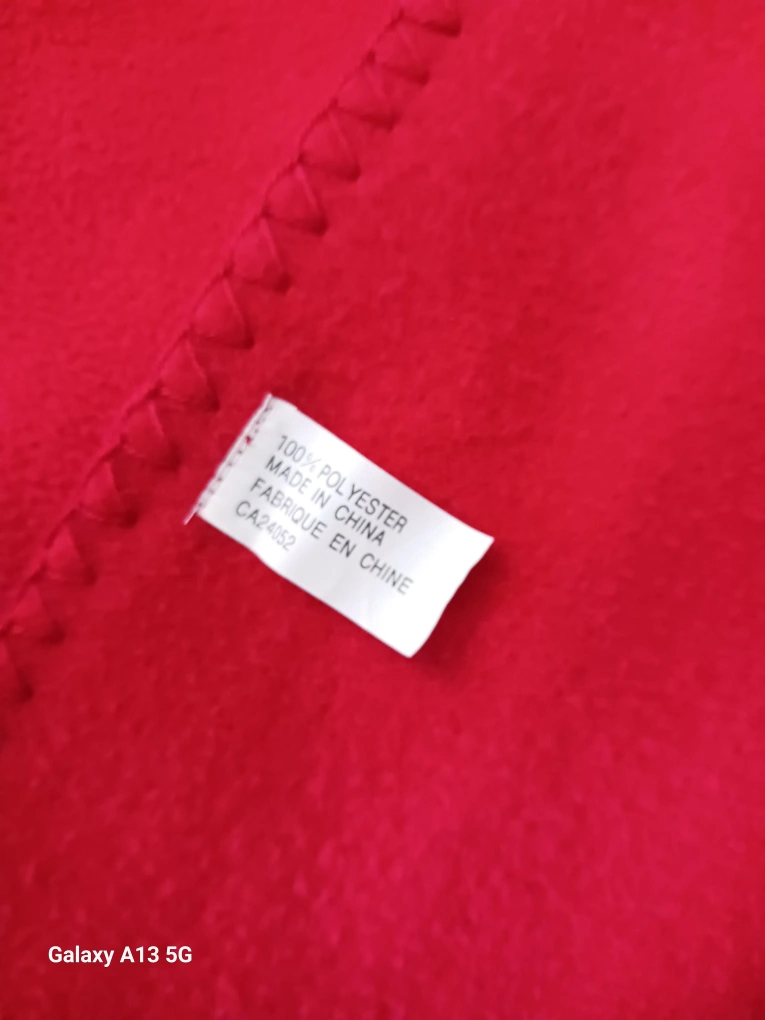 100% POLYESTER
MADE IN CHINA
FABRIQUE EN CHINE
CA24052
Galaxy A13 5G